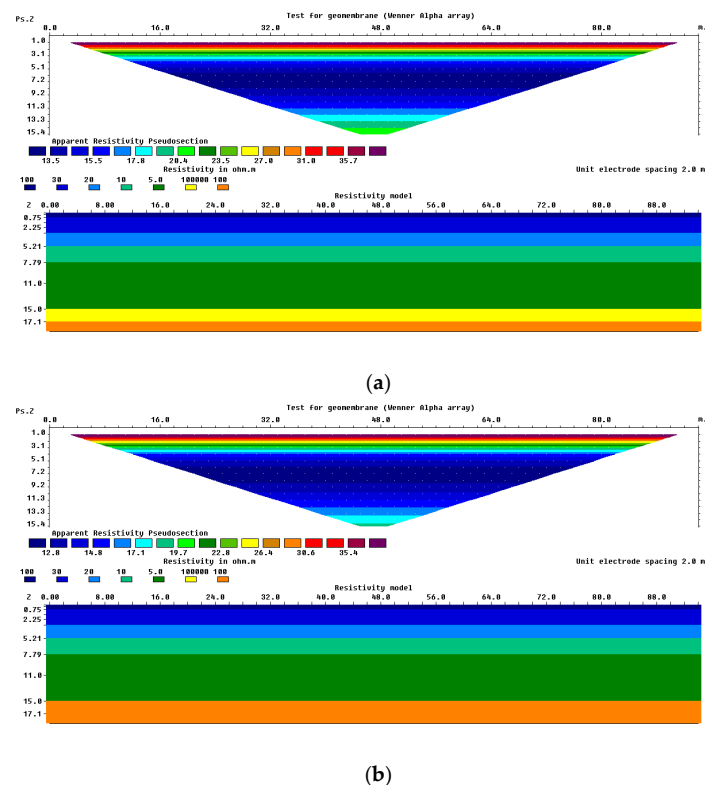 Test for geomembrane (Wenner Alpha array)
Ps.Z 0.0 16.0 32.0 48.0 64.0 80.0 m.
1.0
3.1
5.1
7.2
9.2
11.3
13.3
15.4
Apparent Resistivity Pseudosection
13.5 15.5 17.8 20.4 23.5 27.0 31.0 35.7
Resistivity in ohm.m Unit electrode spacing 2.0 m
100 30 20 10 5.0 100000 100
Resistivity model
Z 0.00 8.0 16.0 24.0 32.0 40.0 48.0 56.0 64.0 72.0 80.0 88.0
0.75
2.25
5.21
7.79
11.0
15.0
17.1
(a)
Test for geomembrane (Wenner Alpha array)
Ps.Z 0.0 16.0 32.0 48.0 64.0 80.0 m.
1.0
3.1
5.1
7.2
9.2
11.3
13.3
15.4
Apparent Resistivity Pseudosection
12.8 14.8 17.1 19.7 22.8 26.4 30.6 35.4
Resistivity in ohm.m Unit electrode spacing 2.0 m
100 30 20 10 5.0 100000 100
Resistivity model
Z 0.00 8.0 16.0 24.0 32.0 40.0 48.0 56.0 64.0 72.0 80.0 88.0
0.75
2.25
5.21
7.79
11.0
15.0
17.1
(b)